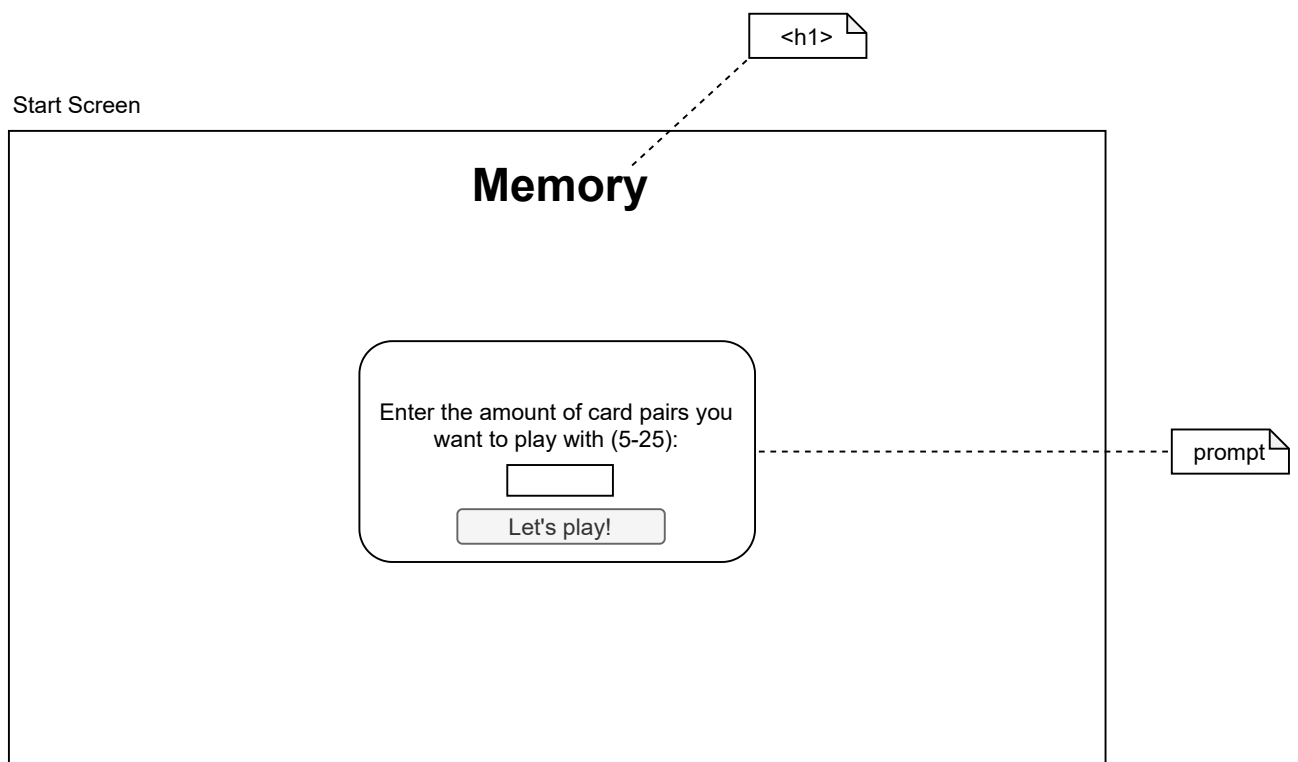 <h1>
Start Screen
Memory
Enter the amount of card pairs you
want to play with (5-25):
prompt
Let's play!